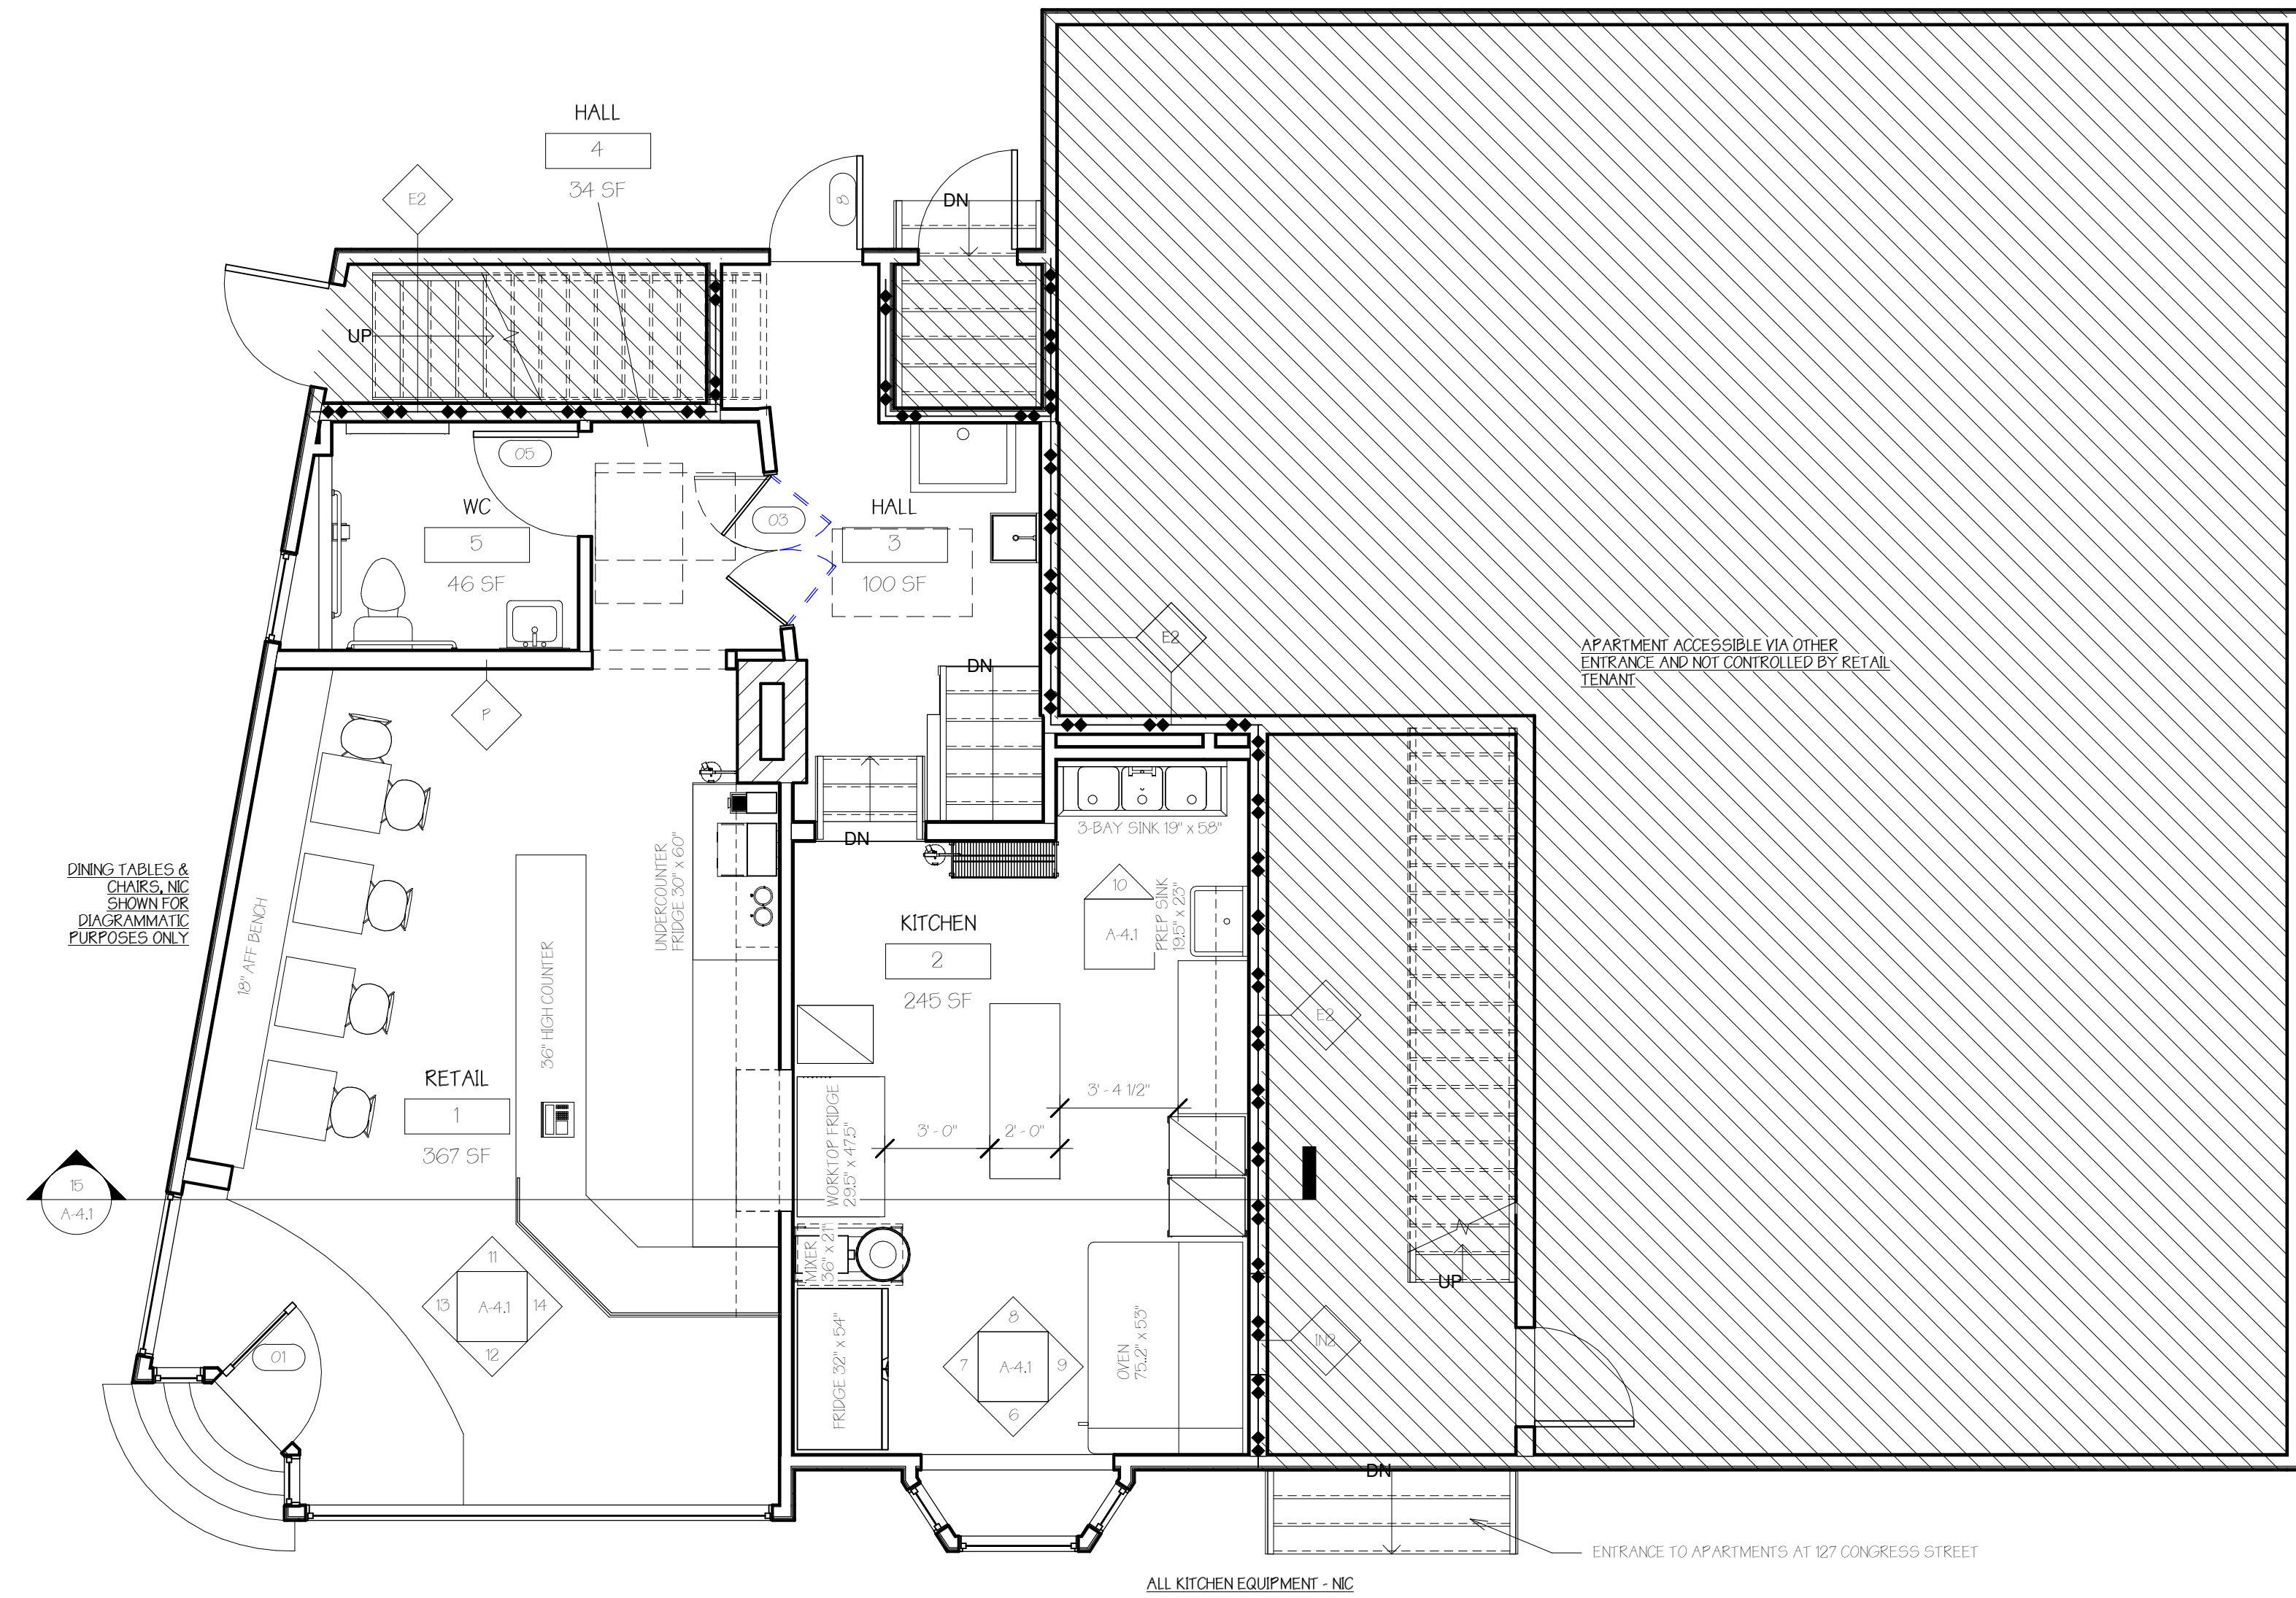 HALL
4
34 SF
E2
8
DN
UP
05
WC
5
46 SF
03
HALL
3
100 SF
E2
APARTMENT ACCESSIBLE VIA OTHER
ENTRANCE AND NOT CONTROLLED BY RETAIL
TENANT
DN
P
DN
3-BAY SINK 19" x 58"
DINING TABLES &
CHAIRS, NIC
SHOWN FOR
DIAGRAMMATIC
PURPOSES ONLY
18" AFF BENCH
36" HIGH COUNTER
UNDERCOUNTER
FRIDGE 30" x 60"
KITCHEN
2
245 SF
10
A-4.1
PREP SINK
19.5" x 23"
E2
RETAIL
1
367 SF
WORKTOP FRIDGE
29.5" x 47.5"
3' - 0"
2' - 0"
3' - 4 1/2"
15
A-4.1
MIXER
36" x 21"
11
13
A-4.1
14
12
UP
01
FRIDGE 32" x 54"
8
7
A-4.1
9
6
OVEN
75.2" x 53"
IN2
DN
ENTRANCE TO APARTMENTS AT 127 CONGRESS STREET
ALL KITCHEN EQUIPMENT - NIC